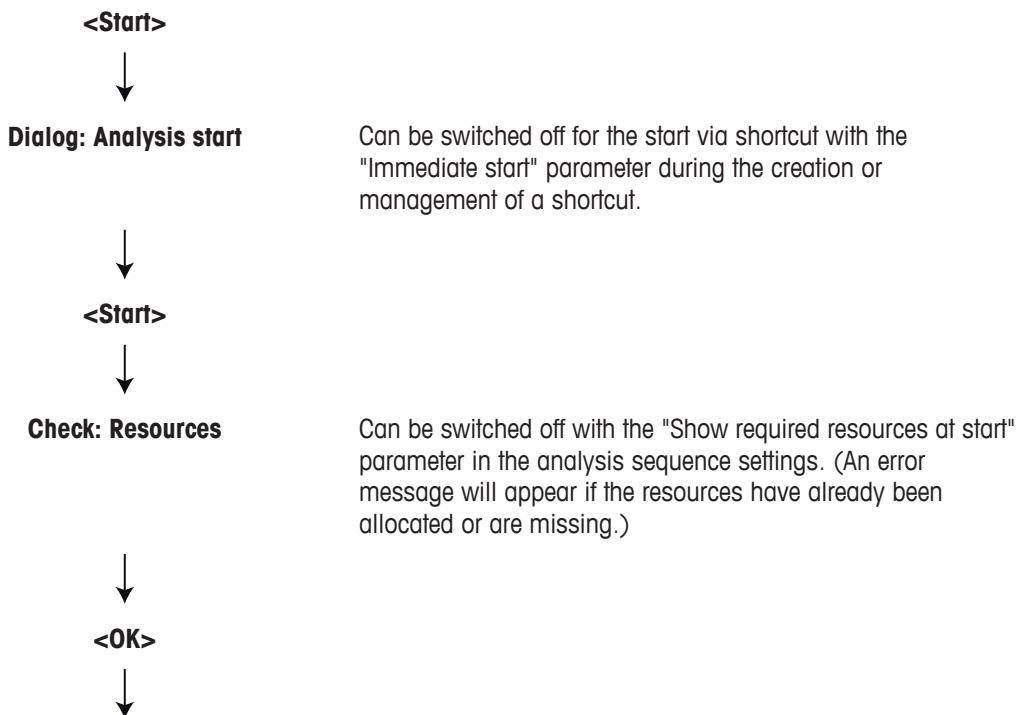 <Start>
Dialog: Analysis start
Can be switched off for the start via shortcut with the
"Immediate start" parameter during the creation or
management of a shortcut.
<Start>
Check: Resources
Can be switched off with the "Show required resources at start"
parameter in the analysis sequence settings. (An error
message will appear if the resources have already been
allocated or are missing.)
<OK>